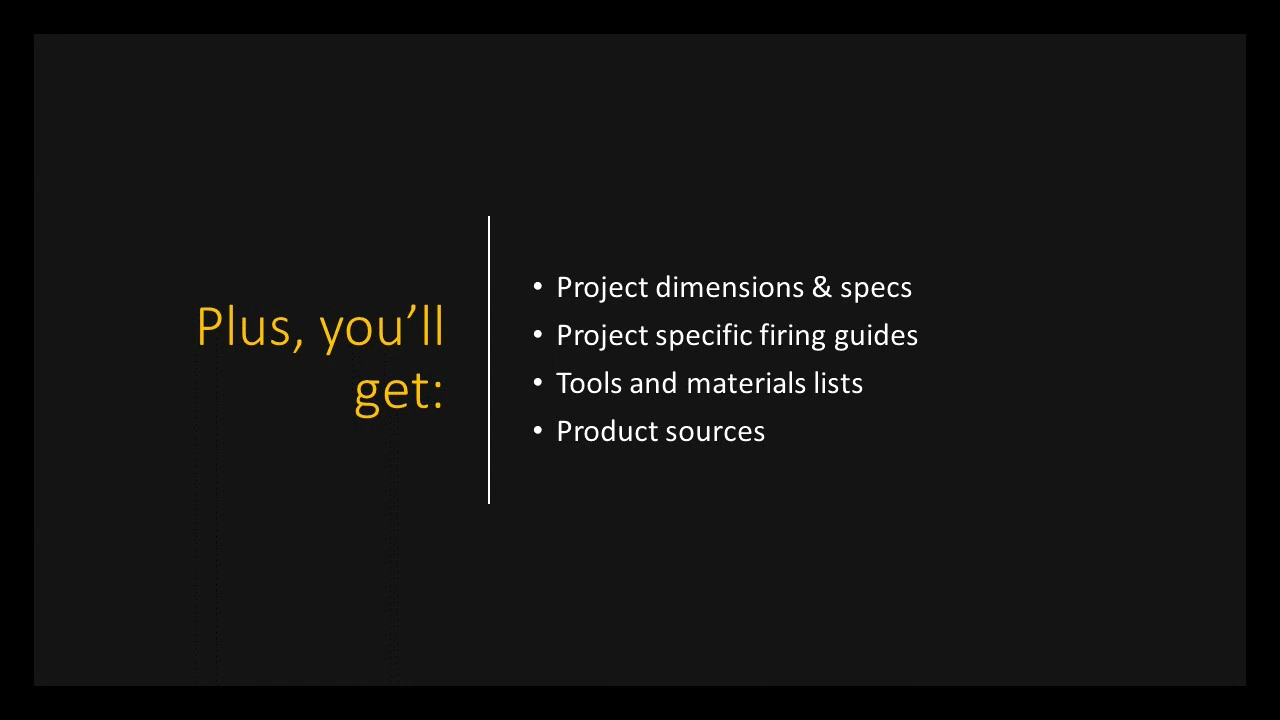 Plus, you’ll
get:
• Project dimensions & specs
• Project specific firing guides
• Tools and materials lists
• Product sources